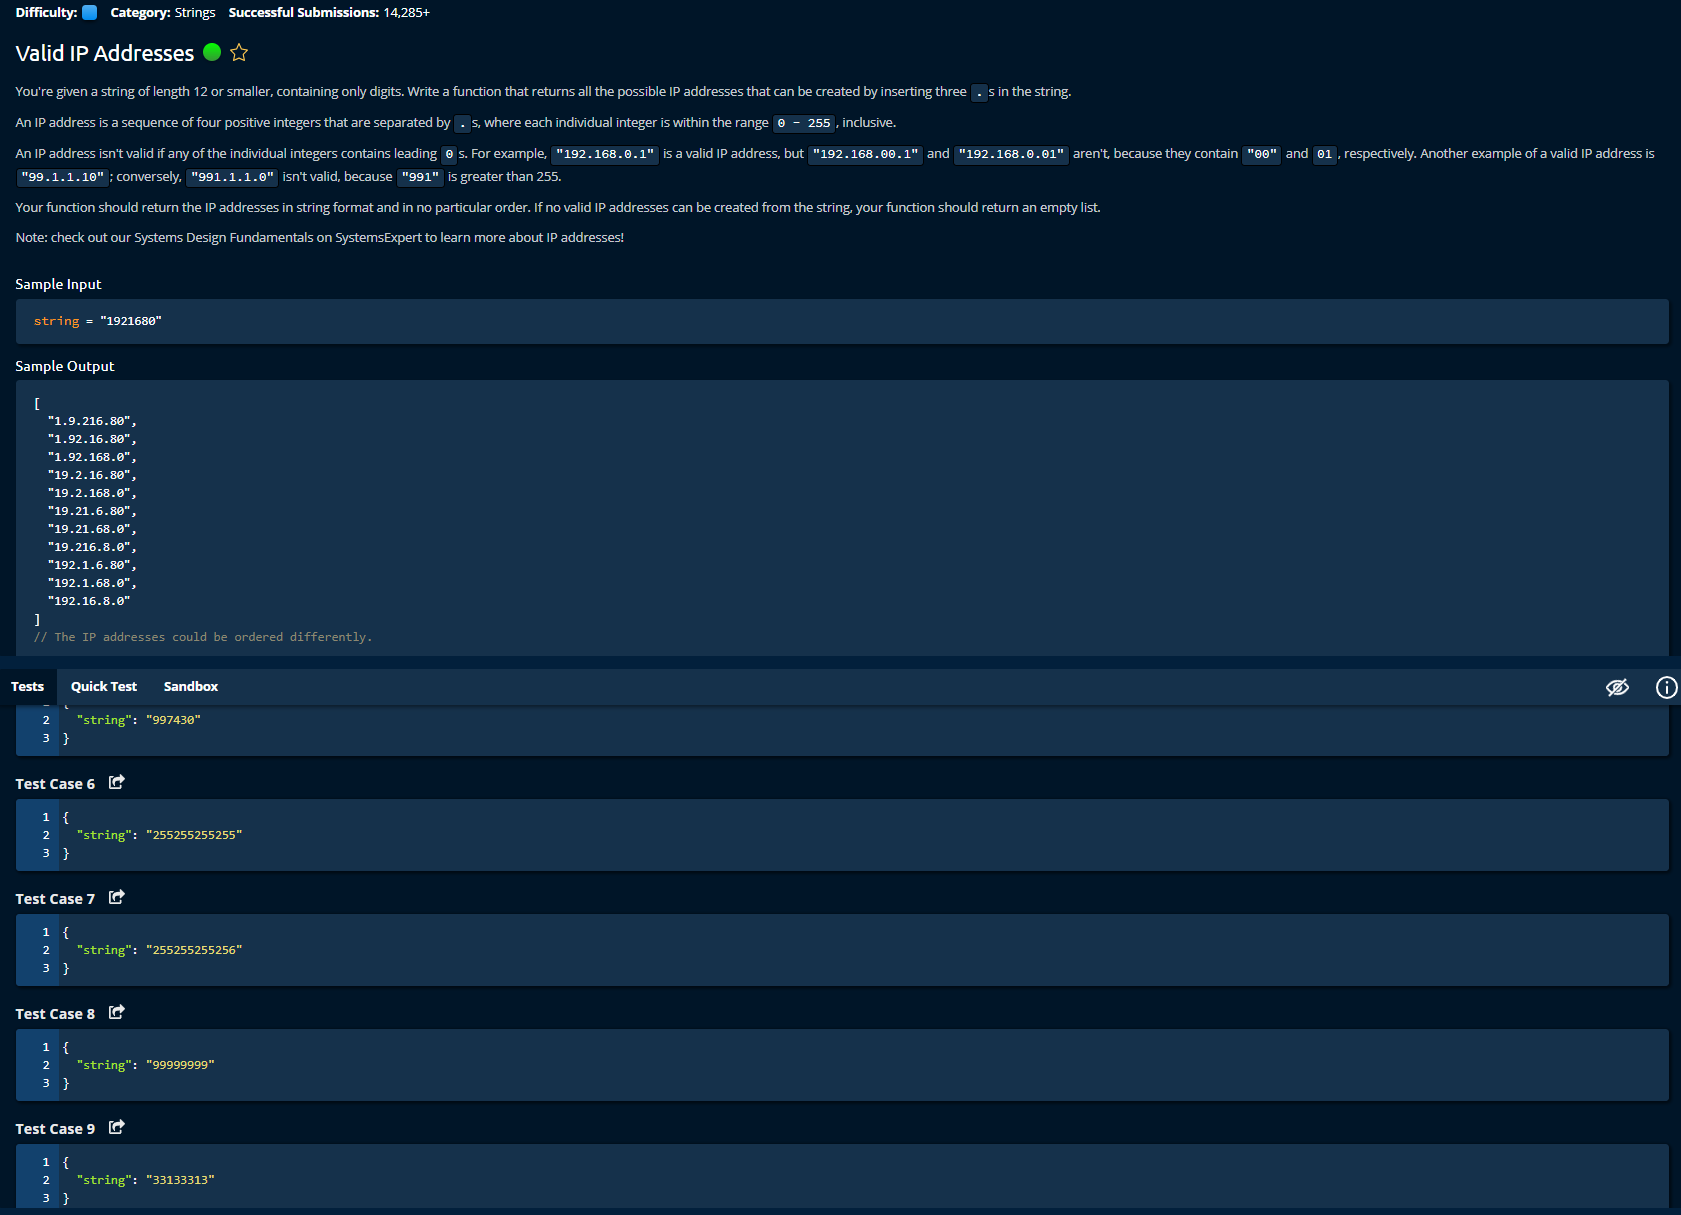 Difficulty: Category: Strings Successful Submissions: 14,285+
Valid IP Addresses
You're given a string of length 12 or smaller, containing only digits. Write a function that returns all the possible IP addresses that can be created by inserting three . s in the string.
An IP address is a sequence of four positive integers that are separated by . s, where each individual integer is within the range 0 - 255 , inclusive.
An IP address isn't valid if any of the individual integers contains leading 0 s. For example, "192.168.0.1" is a valid IP address, but "192.168.00.1" and "192.168.0.01" aren't, because they contain "00" and 01 , respectively. Another example of a valid IP address is
"99.1.1.10" ; conversely, "991.1.1.0" isn't valid, because "991" is greater than 255.
Your function should return the IP addresses in string format and in no particular order. If no valid IP addresses can be created from the string, your function should return an empty list.
Note: check out our Systems Design Fundamentals on SystemsExpert to learn more about IP addresses!
Sample Input
string = "1921680"
Sample Output
[
"1.9.216.80",
"1.92.16.80",
"1.92.168.0",
"19.2.16.80",
"19.2.168.0",
"19.21.6.80",
"19.21.68.0",
"19.216.8.0",
"192.1.6.80",
"192.1.68.0",
"192.16.8.0"
]
// The IP addresses could be ordered differently.
Tests Quick Test Sandbox
2 "string": "997430"
3 }
Test Case 6
1 {
2 "string": "255255255255"
3 }
Test Case 7
1 {
2 "string": "255255255256"
3 }
Test Case 8
1 {
2 "string": "99999999"
3 }
Test Case 9
1 {
2 "string": "33133313"
3 }